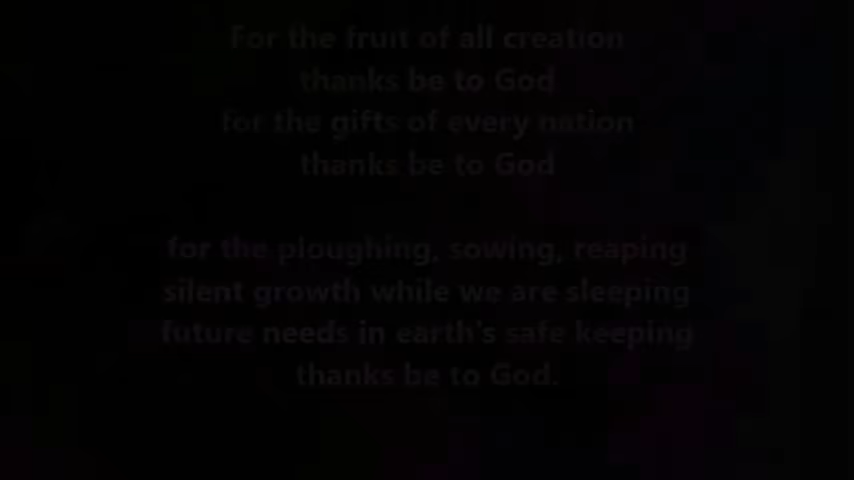 For the fruit of all creation
thanks be to God
for the gifts of every nation
thanks be to God
for the ploughing, sowing, reaping
silent growth while we are sleeping
future needs in earth's safe keeping
thanks be to God.